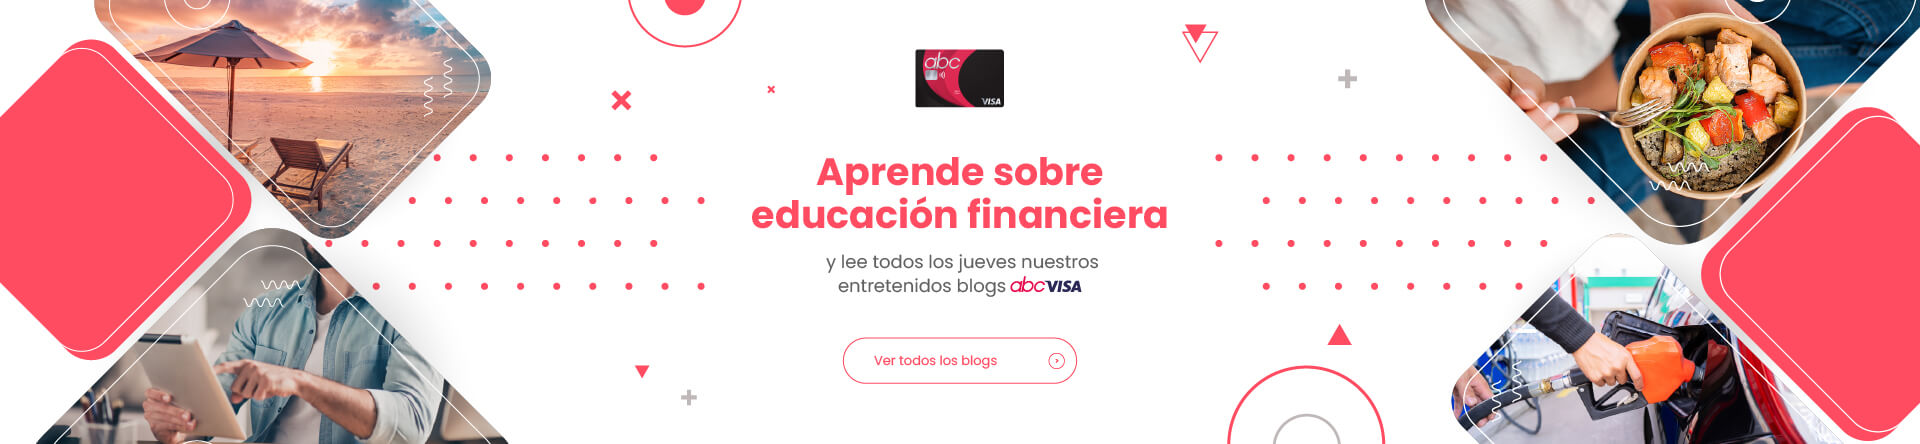 abc
VISA
Aprende sobre
educación financiera
y lee todos los jueves nuestros
entretenidos blogs abcVISA
Ver todos los blogs